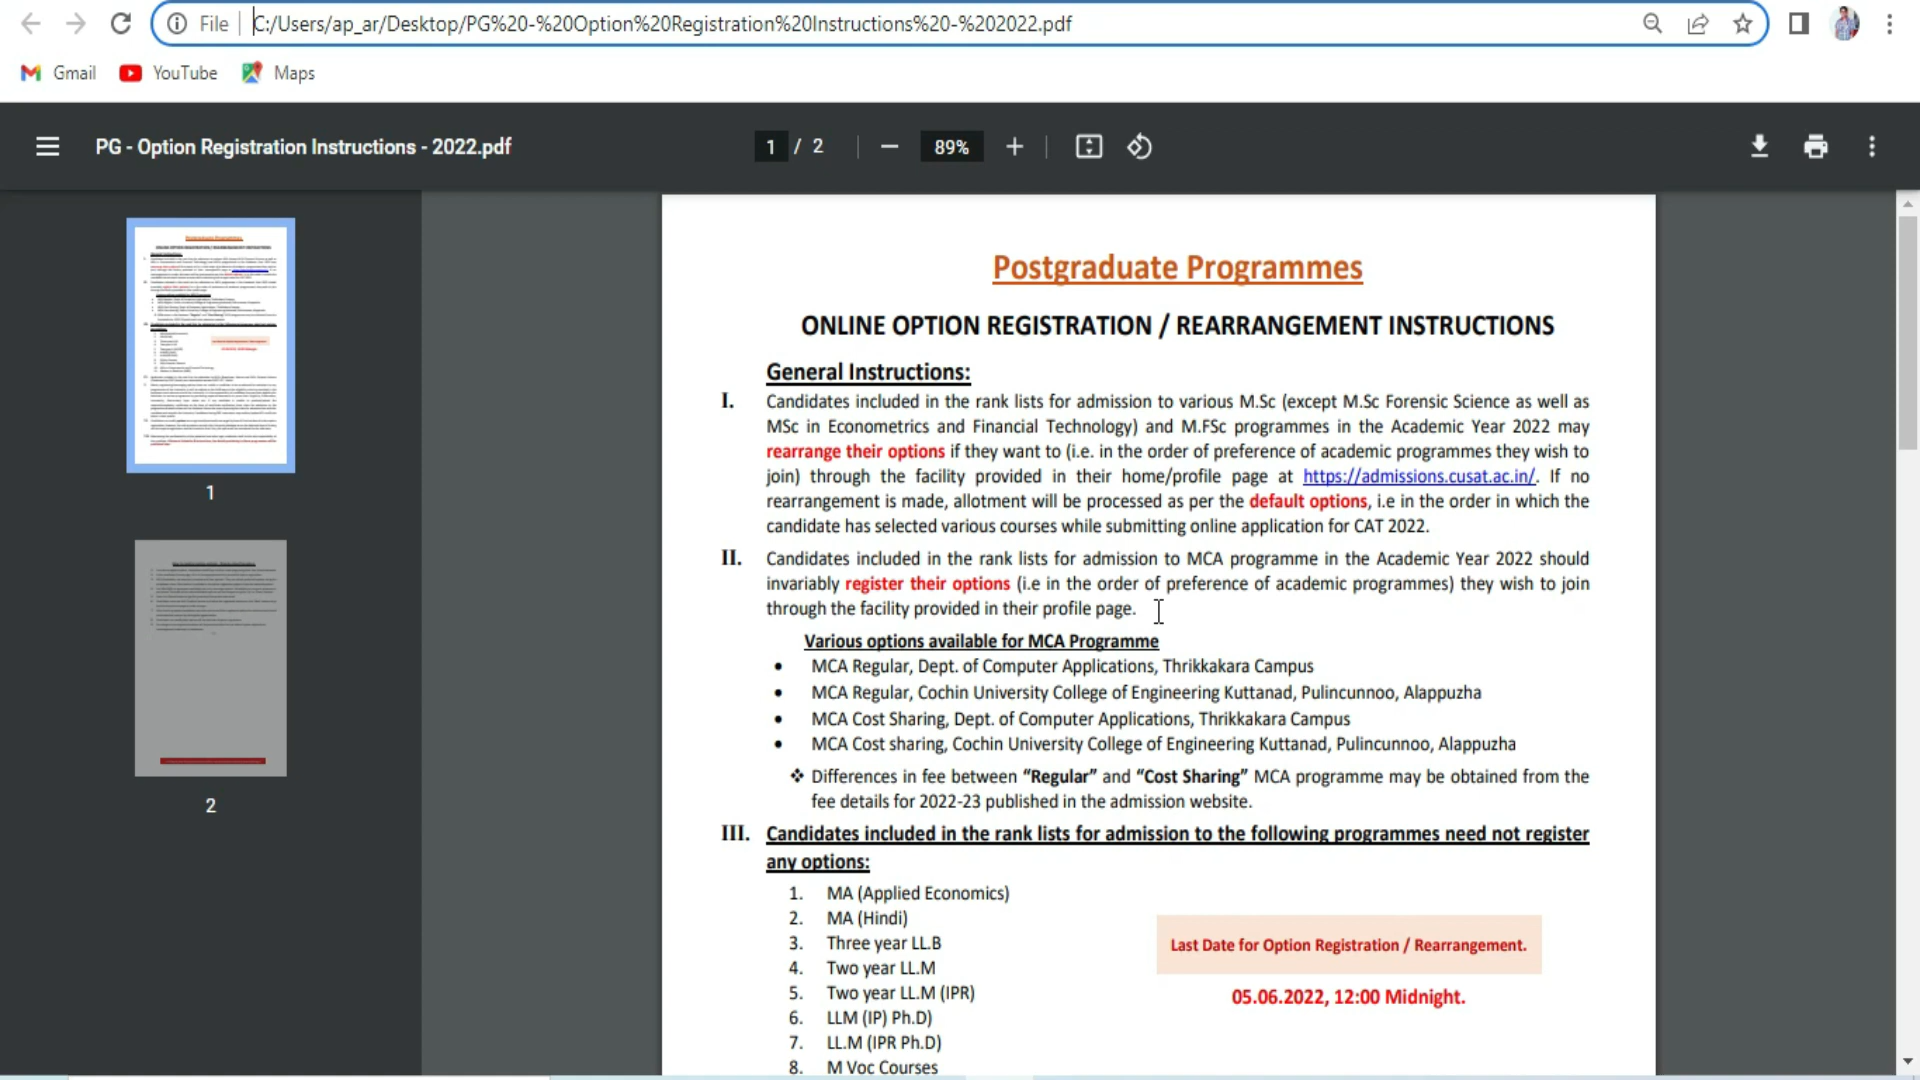 File
C:/Users/ap_ar/Desktop/PG%20-%20Option%20Registration%20Instructions%20-%202022.pdf
Gmail
YouTube
Maps
PG - Option Registration Instructions - 2022.pdf
1 / 2
89%
1
2
Postgraduate Programmes
ONLINE OPTION REGISTRATION / REARRANGEMENT INSTRUCTIONS
General Instructions:
I. Candidates included in the rank lists for admission to various M.Sc (except M.Sc Forensic Science as well as
MSc in Econometrics and Financial Technology) and M.FSc programmes in the Academic Year 2022 may
rearrange their options if they want to (i.e. in the order of preference of academic programmes they wish to
join) through the facility provided in their home/profile page at https://admissions.cusat.ac.in/. If no
rearrangement is made, allotment will be processed as per the default options, i.e in the order in which the
candidate has selected various courses while submitting online application for CAT 2022.
II. Candidates included in the rank lists for admission to MCA programme in the Academic Year 2022 should
invariably register their options (i.e in the order of preference of academic programmes) they wish to join
through the facility provided in their profile page.
Various options available for MCA Programme
• MCA Regular, Dept. of Computer Applications, Thrikkakara Campus
• MCA Regular, Cochin University College of Engineering Kuttanad, Pulincunnoo, Alappuzha
• MCA Cost Sharing, Dept. of Computer Applications, Thrikkakara Campus
• MCA Cost sharing, Cochin University College of Engineering Kuttanad, Pulincunnoo, Alappuzha
❖ Differences in fee between “Regular” and “Cost Sharing” MCA programme may be obtained from the
fee details for 2022-23 published in the admission website.
III. Candidates included in the rank lists for admission to the following programmes need not register
any options:
1. MA (Applied Economics)
2. MA (Hindi)
3. Three year LL.B
4. Two year LL.M
5. Two year LL.M (IPR)
6. LLM (IP) Ph.D)
7. LL.M (IPR Ph.D)
8. M Voc Courses
Last Date for Option Registration / Rearrangement.
05.06.2022, 12:00 Midnight.